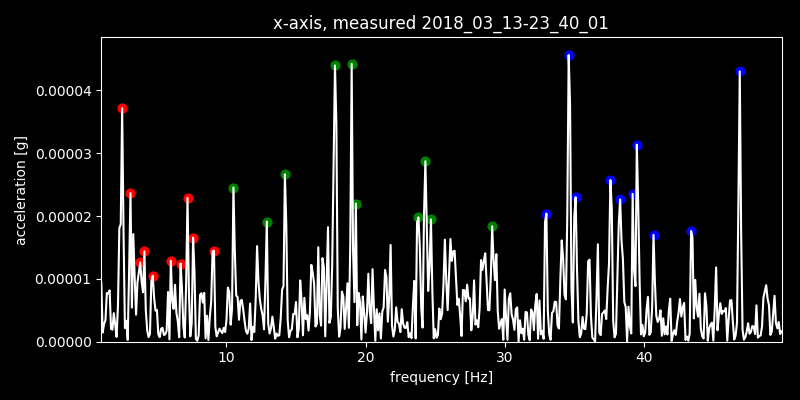 x-axis, measured 2018_03_13-23_40_01
acceleration [g]
0.00004
0.00003
0.00002
0.00001
0.00000
10 20 30 40
frequency [Hz]